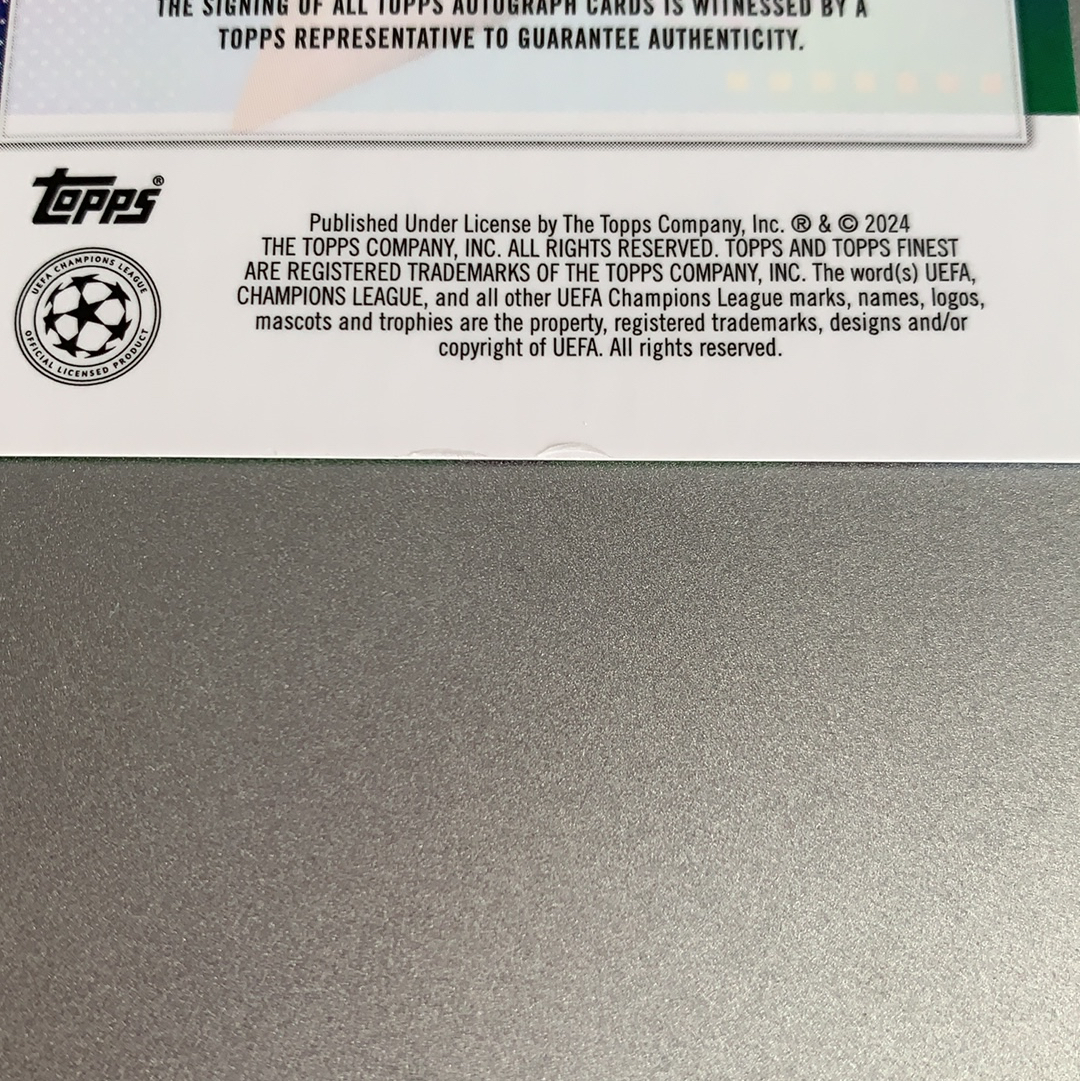 THE SIGNING OF ALL TOPPS AUTOGRAPH CARDS IS WITNESSED BY A
TOPPS REPRESENTATIVE TO GUARANTEE AUTHENTICITY.
Topps®
UEFA CHAMPIONS LEAGUE
OFFICIAL LICENSED PRODUCT
Published Under License by The Topps Company, Inc. ® & © 2024
THE TOPPS COMPANY, INC. ALL RIGHTS RESERVED. TOPPS AND TOPPS FINEST
ARE REGISTERED TRADEMARKS OF THE TOPPS COMPANY, INC. The word(s) UEFA,
CHAMPIONS LEAGUE, and all other UEFA Champions League marks, names, logos,
mascots and trophies are the property, registered trademarks, designs and/or
copyright of UEFA. All rights reserved.